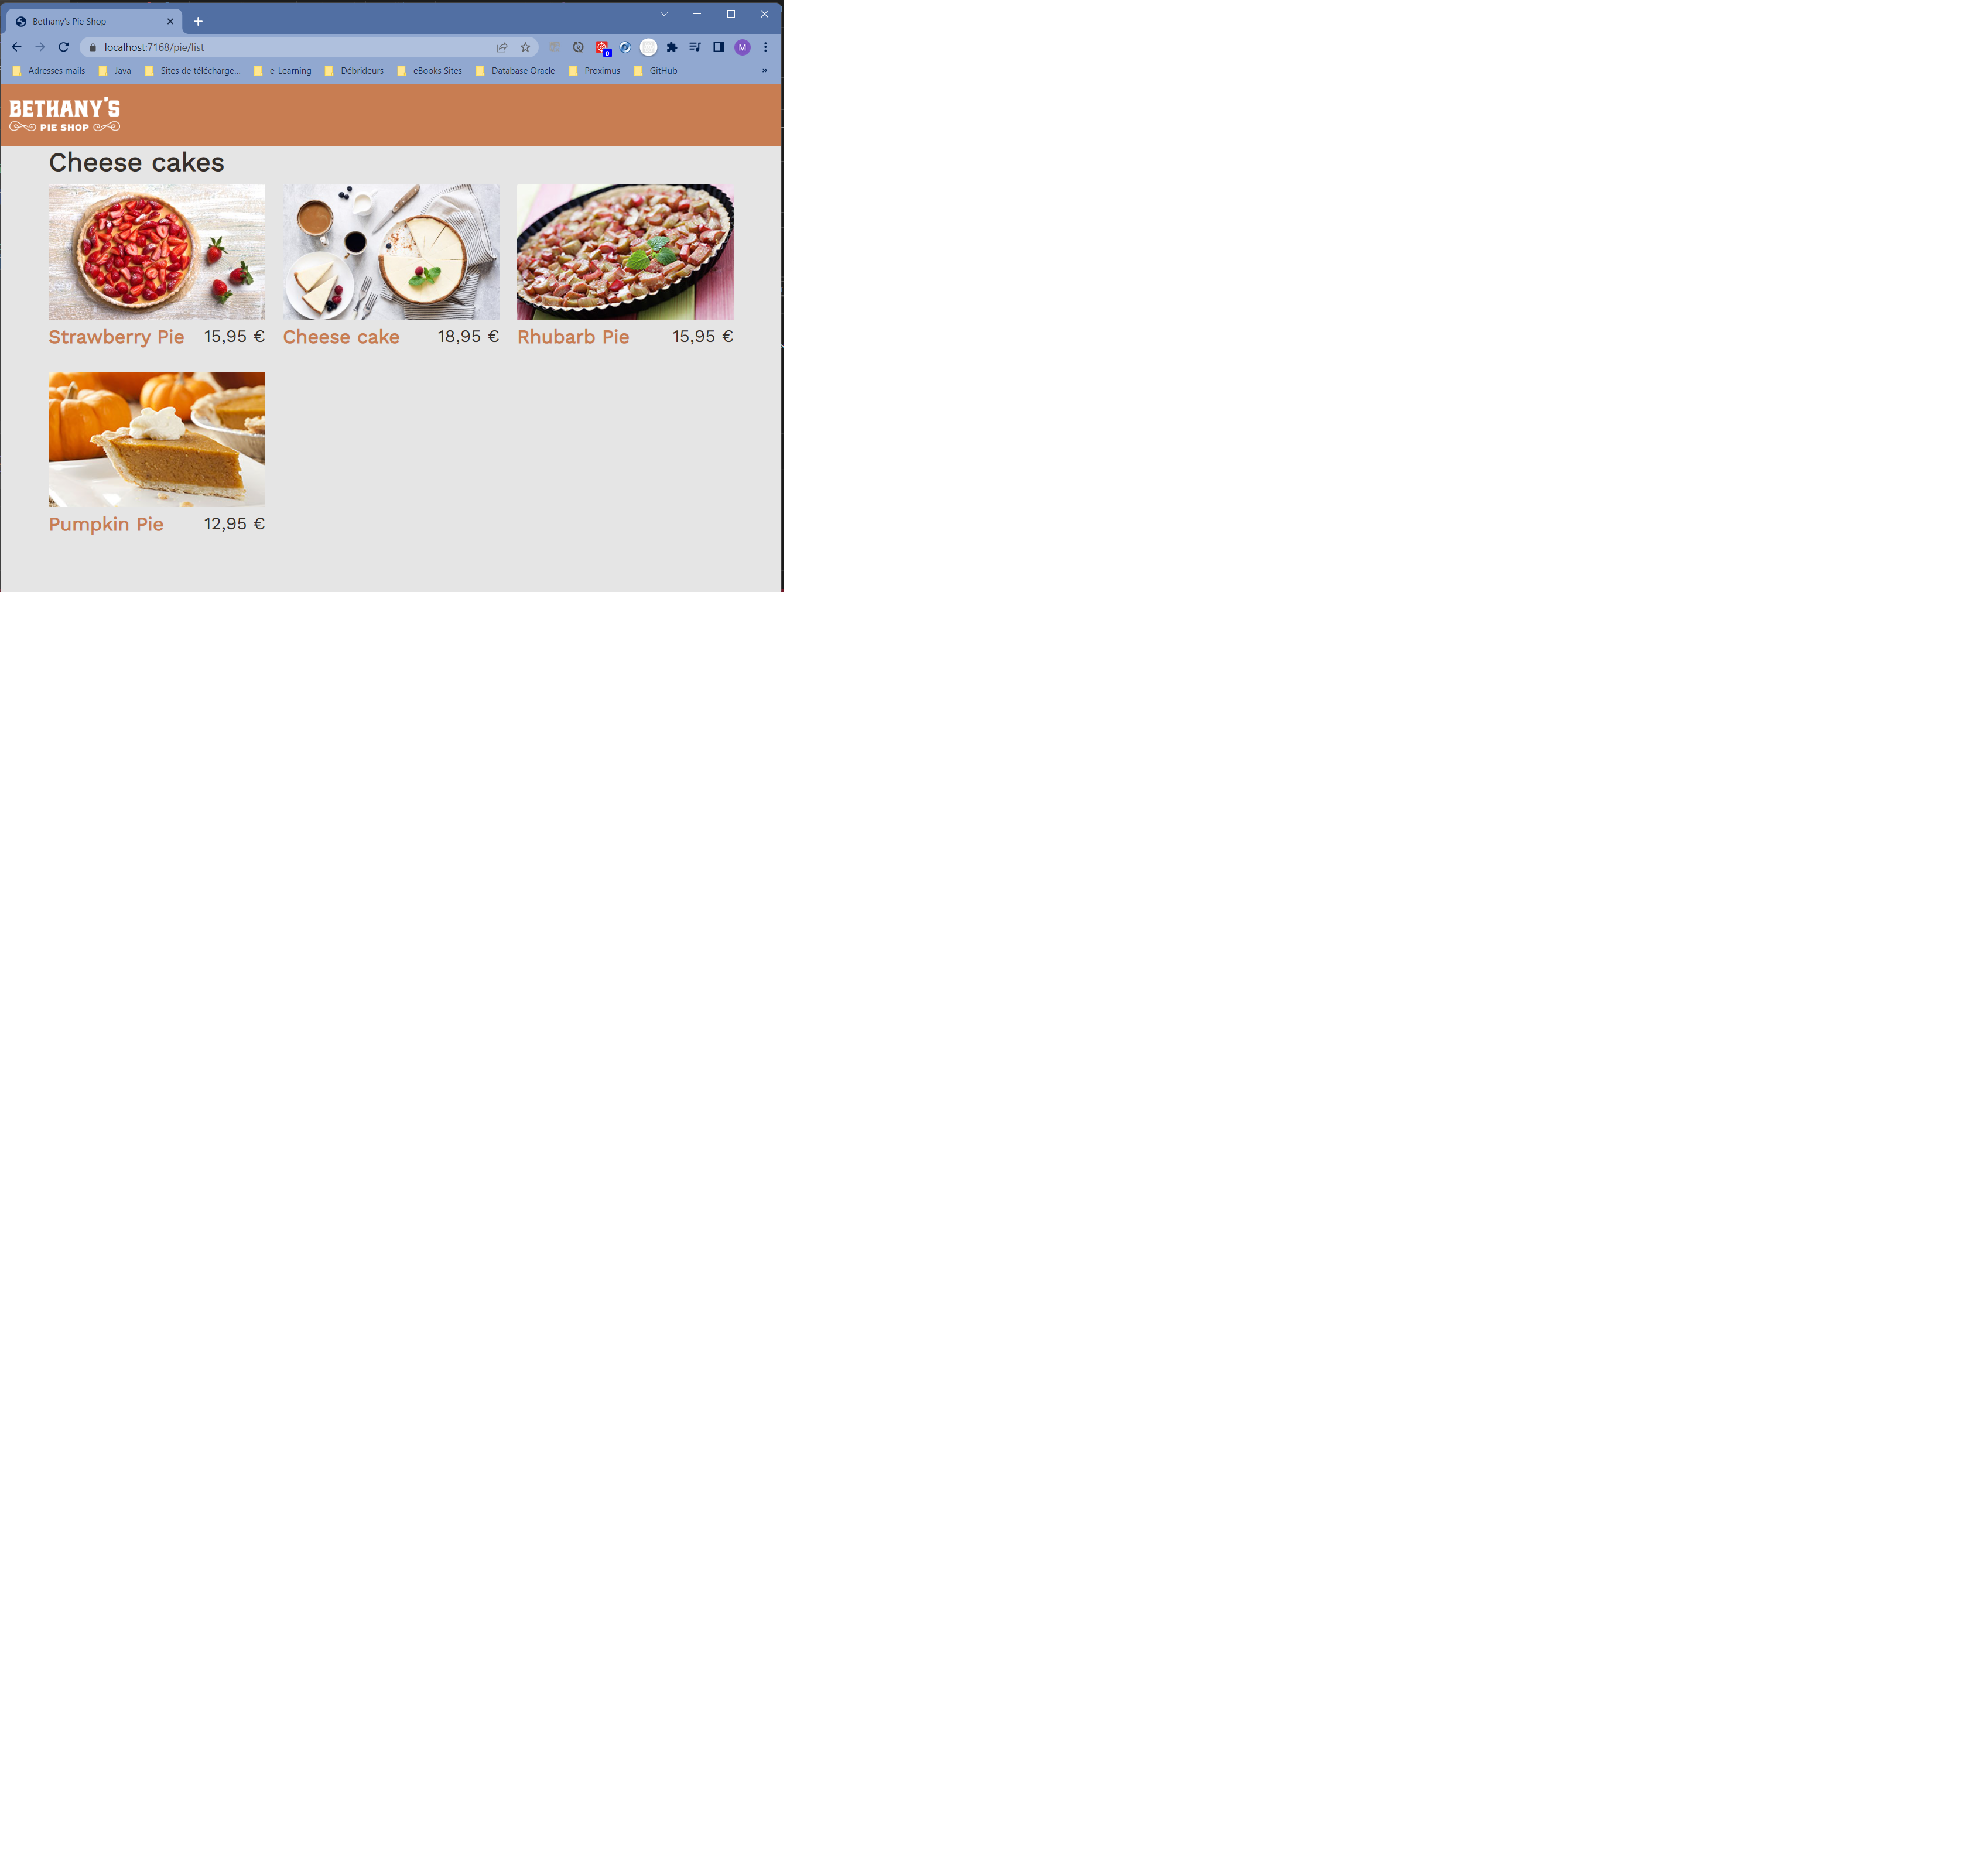 Bethany's Pie Shop
localhost:7168/pie/list
0
M
Adresses mails
Java
Sites de télécharge...
e-Learning
Débrideurs
eBooks Sites
Database Oracle
Proximus
GitHub
»
BETHANY'S
PIE SHOP
Cheese cakes
Strawberry Pie 15,95 €
Cheese cake 18,95 €
Rhubarb Pie 15,95 €
Pumpkin Pie 12,95 €